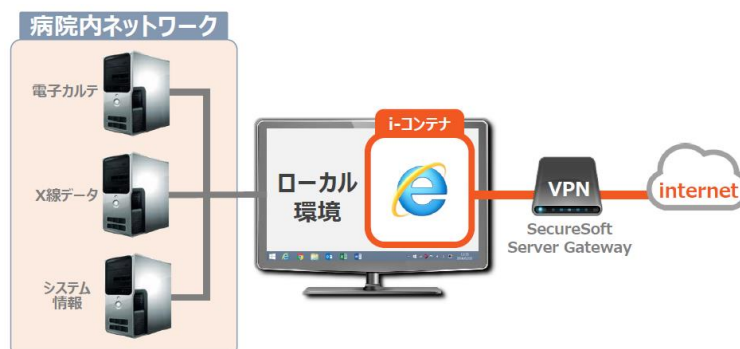 病院内ネットワーク
電子カルテ
X線データ
システム
情報
ローカル
環境
i-コンテナ
VPN
SecureSoft
Server Gateway
internet